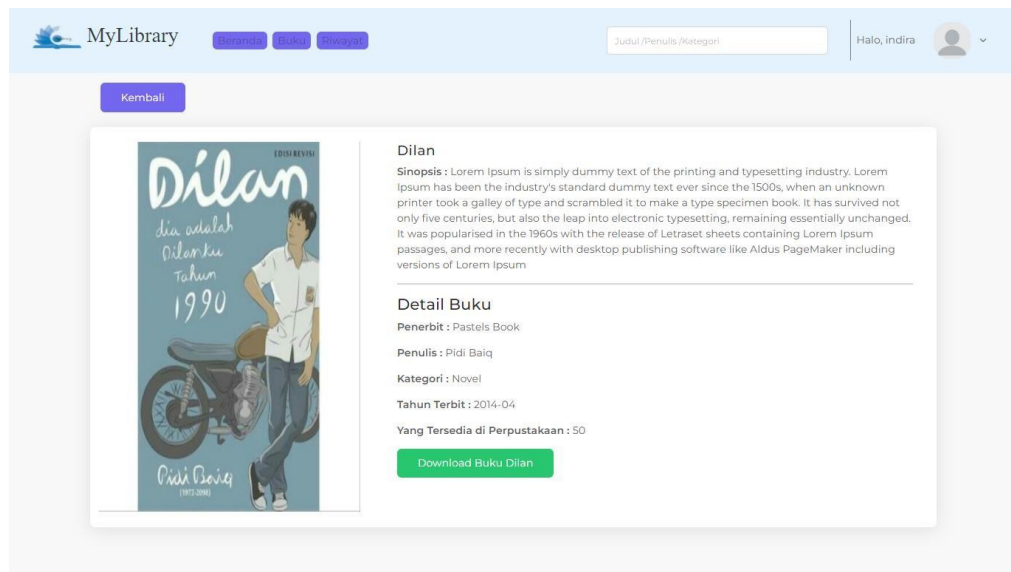 MyLibrary
Beranda Buku Riwayat
Judul /Penulis /Kategori
Halo, indira
Kembali
EDISI REVISI
Dilan
dia adalah
Dilanku
Tahun
1990
Pidi Baiq
(1972-2098)
Dilan
Sinopsis : Lorem Ipsum is simply dummy text of the printing and typesetting industry. Lorem
Ipsum has been the industry's standard dummy text ever since the 1500s, when an unknown
printer took a galley of type and scrambled it to make a type specimen book. It has survived not
only five centuries, but also the leap into electronic typesetting, remaining essentially unchanged.
It was popularised in the 1960s with the release of Letraset sheets containing Lorem Ipsum
passages, and more recently with desktop publishing software like Aldus PageMaker including
versions of Lorem Ipsum
Detail Buku
Penerbit : Pastels Book
Penulis : Pidi Baiq
Kategori : Novel
Tahun Terbit : 2014-04
Yang Tersedia di Perpustakaan : 50
Download Buku Dilan